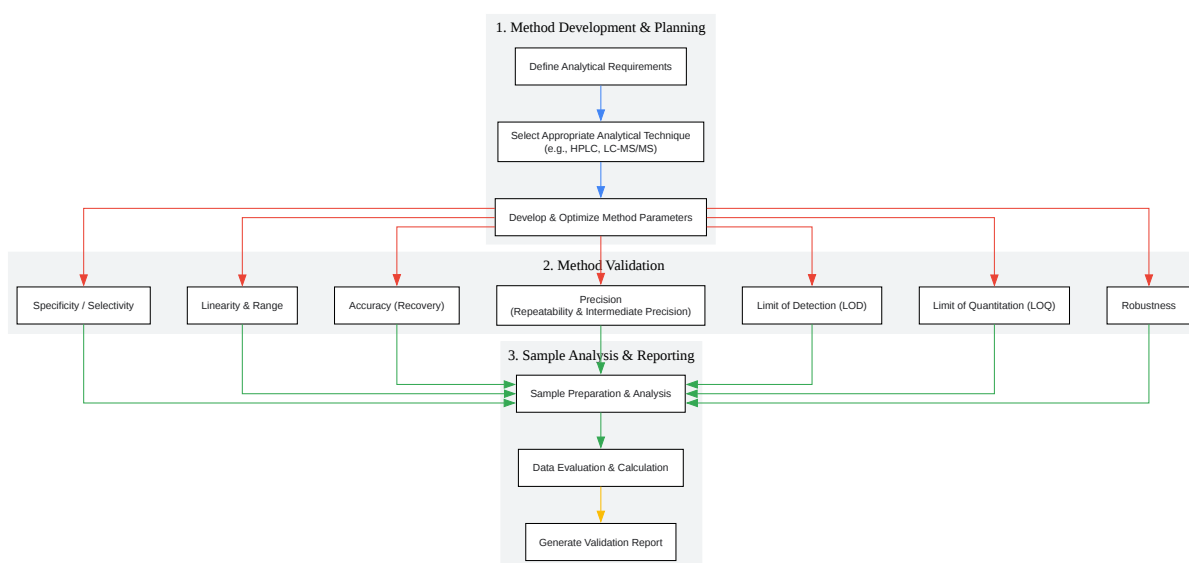 1. Method Development & Planning
Define Analytical Requirements
Select Appropriate Analytical Technique
(e.g., HPLC, LC-MS/MS)
Develop & Optimize Method Parameters
2. Method Validation
Specificity / Selectivity
Linearity & Range
Accuracy (Recovery)
Precision
(Repeatability & Intermediate Precision)
Limit of Detection (LOD)
Limit of Quantitation (LOQ)
Robustness
3. Sample Analysis & Reporting
Sample Preparation & Analysis
Data Evaluation & Calculation
Generate Validation Report